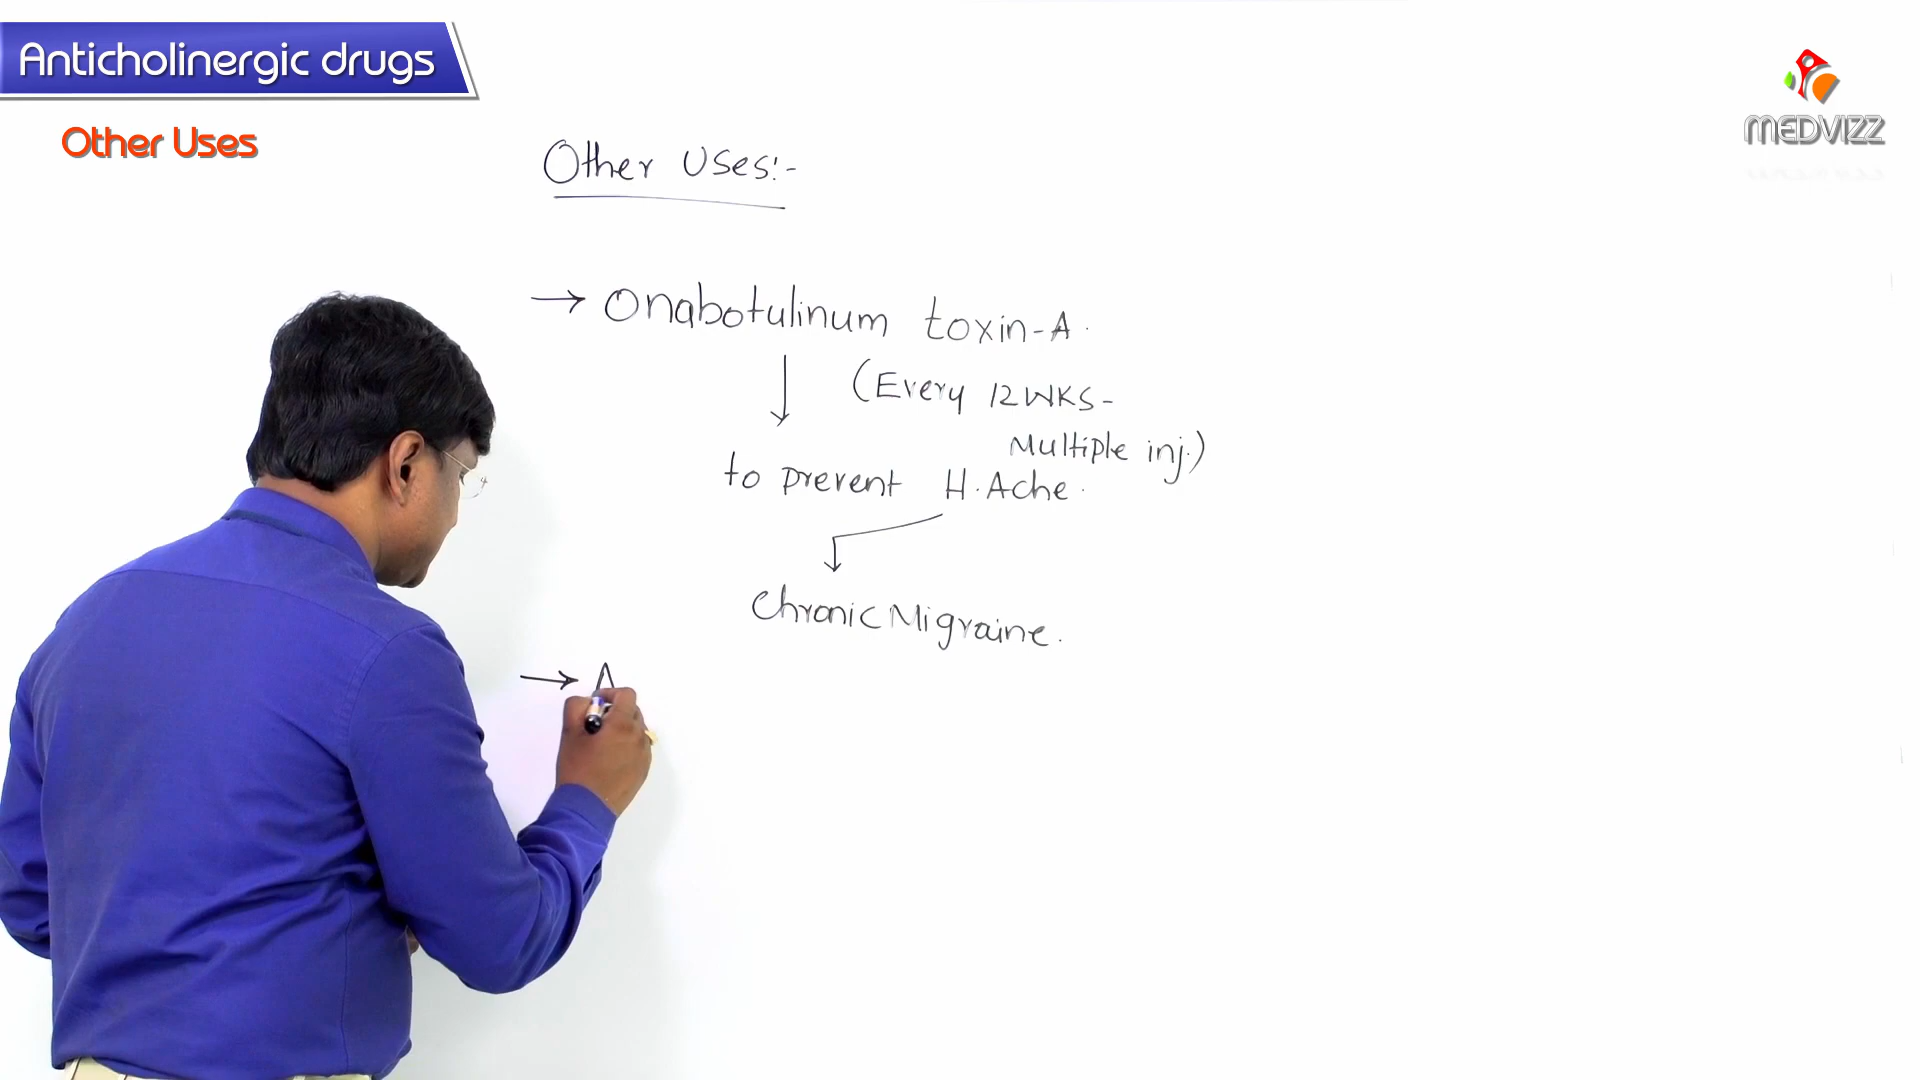 Anticholinergic drugs
Other Uses
MEDVIZZ
Other Uses:-
→ Onabotulinum toxin-A.
(Every 12WKS-
Multiple inj.)
to prevent H.Ache.
Chronic Migraine.
→ A